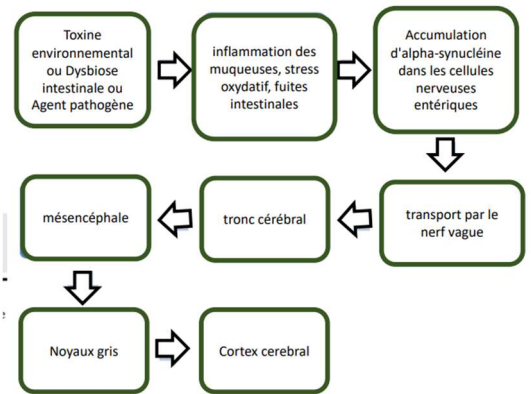 Toxine
environnemental
ou Dysbiose
intestinale ou
Agent pathogène
inflammation des
muqueuses, stress
oxydatif, fuites
intestinales
Accumulation
d'alpha-synucléine
dans les cellules
nerveuses
entériques
transport par le
nerf vague
tronc cérébral
mésencéphale
Noyaux gris
Cortex cerebral
e